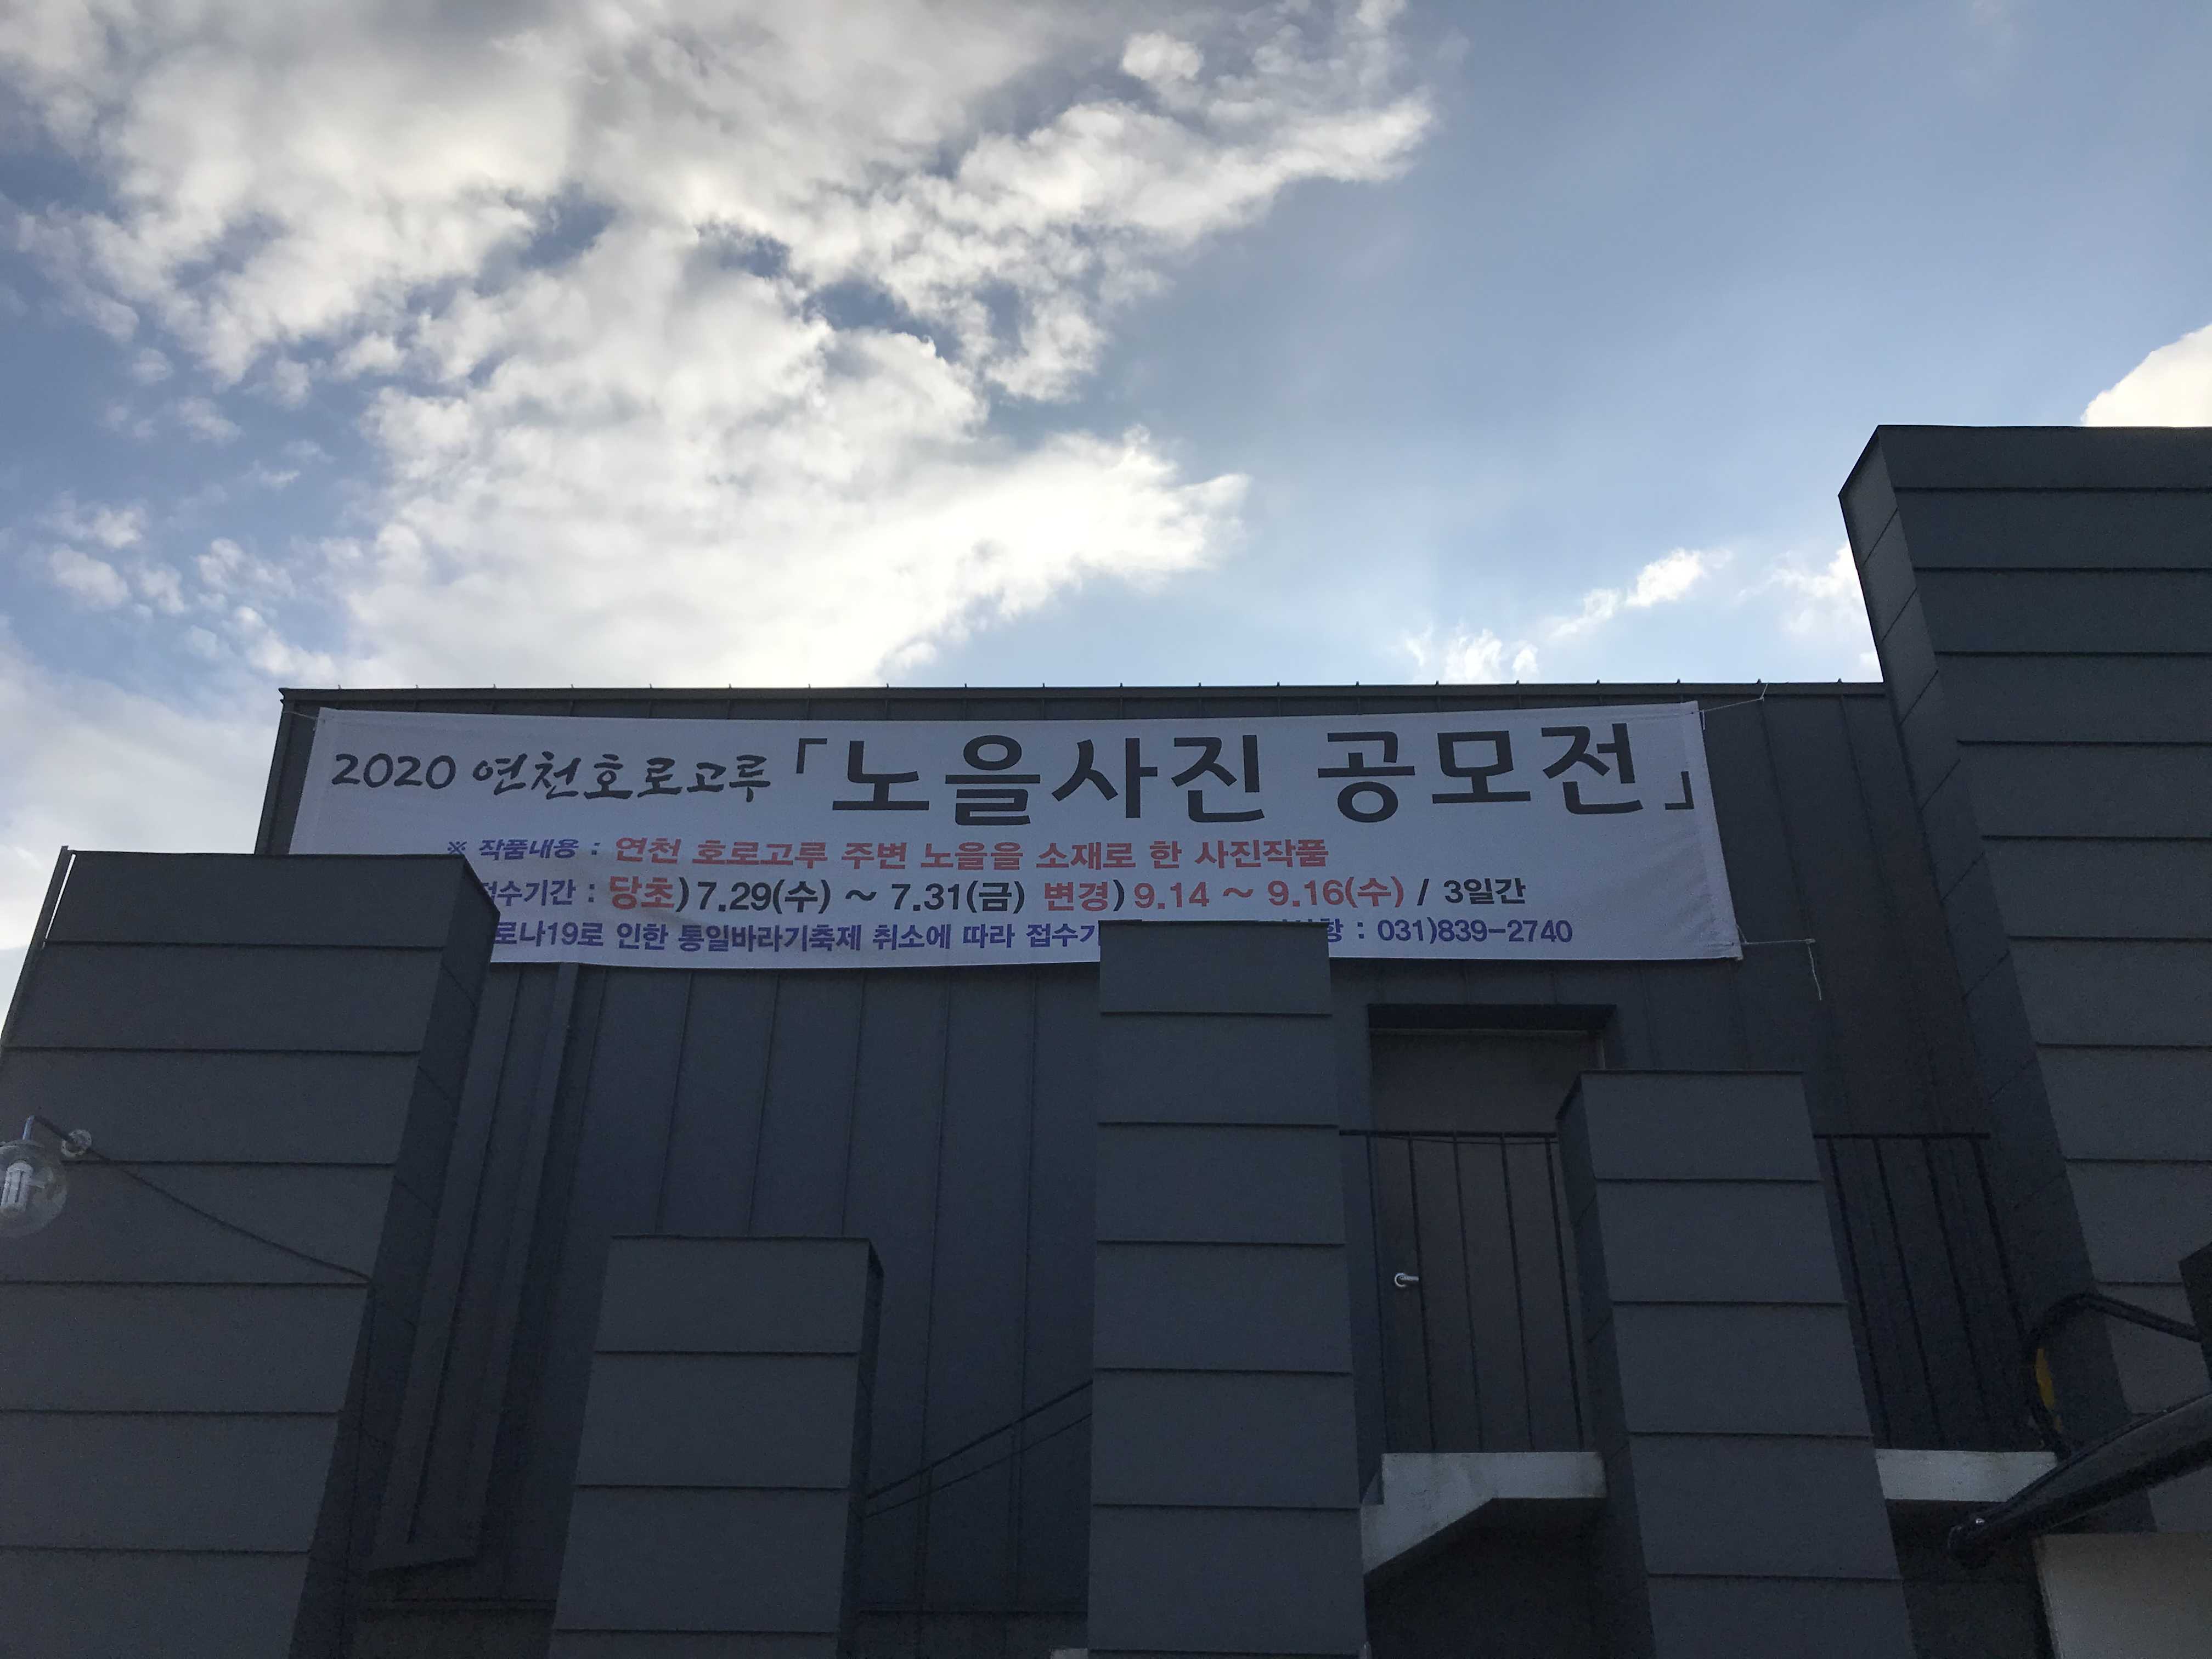 2020 연천호로고루 「노을사진 공모전」
※ 작품내용 : 연천 호로고루 주변 노을을 소재로 한 사진작품
접수기간 : 당초) 7.29(수) ~ 7.31(금) 변경) 9.14 ~ 9.16(수) / 3일간
로나19로 인한 통일바라기축제 취소에 따라 접수기 : 031)839-2740